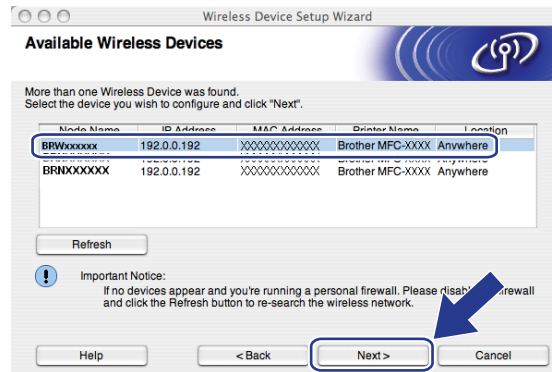 Wireless Device Setup Wizard
Available Wireless Devices
More than one Wireless Device was found.
Select the device you wish to configure and click "Next".
Node Name IP Address MAC Address Printer Name Location
BRWxxxxxx 192.0.0.192 XXXXXXXXXXXX Brother MFC-XXXX Anywhere
BRNXXXXXX 192.0.0.192 XXXXXXXXXXXX Brother MFC-XXXX Anywhere
Refresh
Important Notice:
If no devices appear and you're running a personal firewall. Please
and click the Refresh button to re-search the wireless network.
Help < Back Next > Cancel